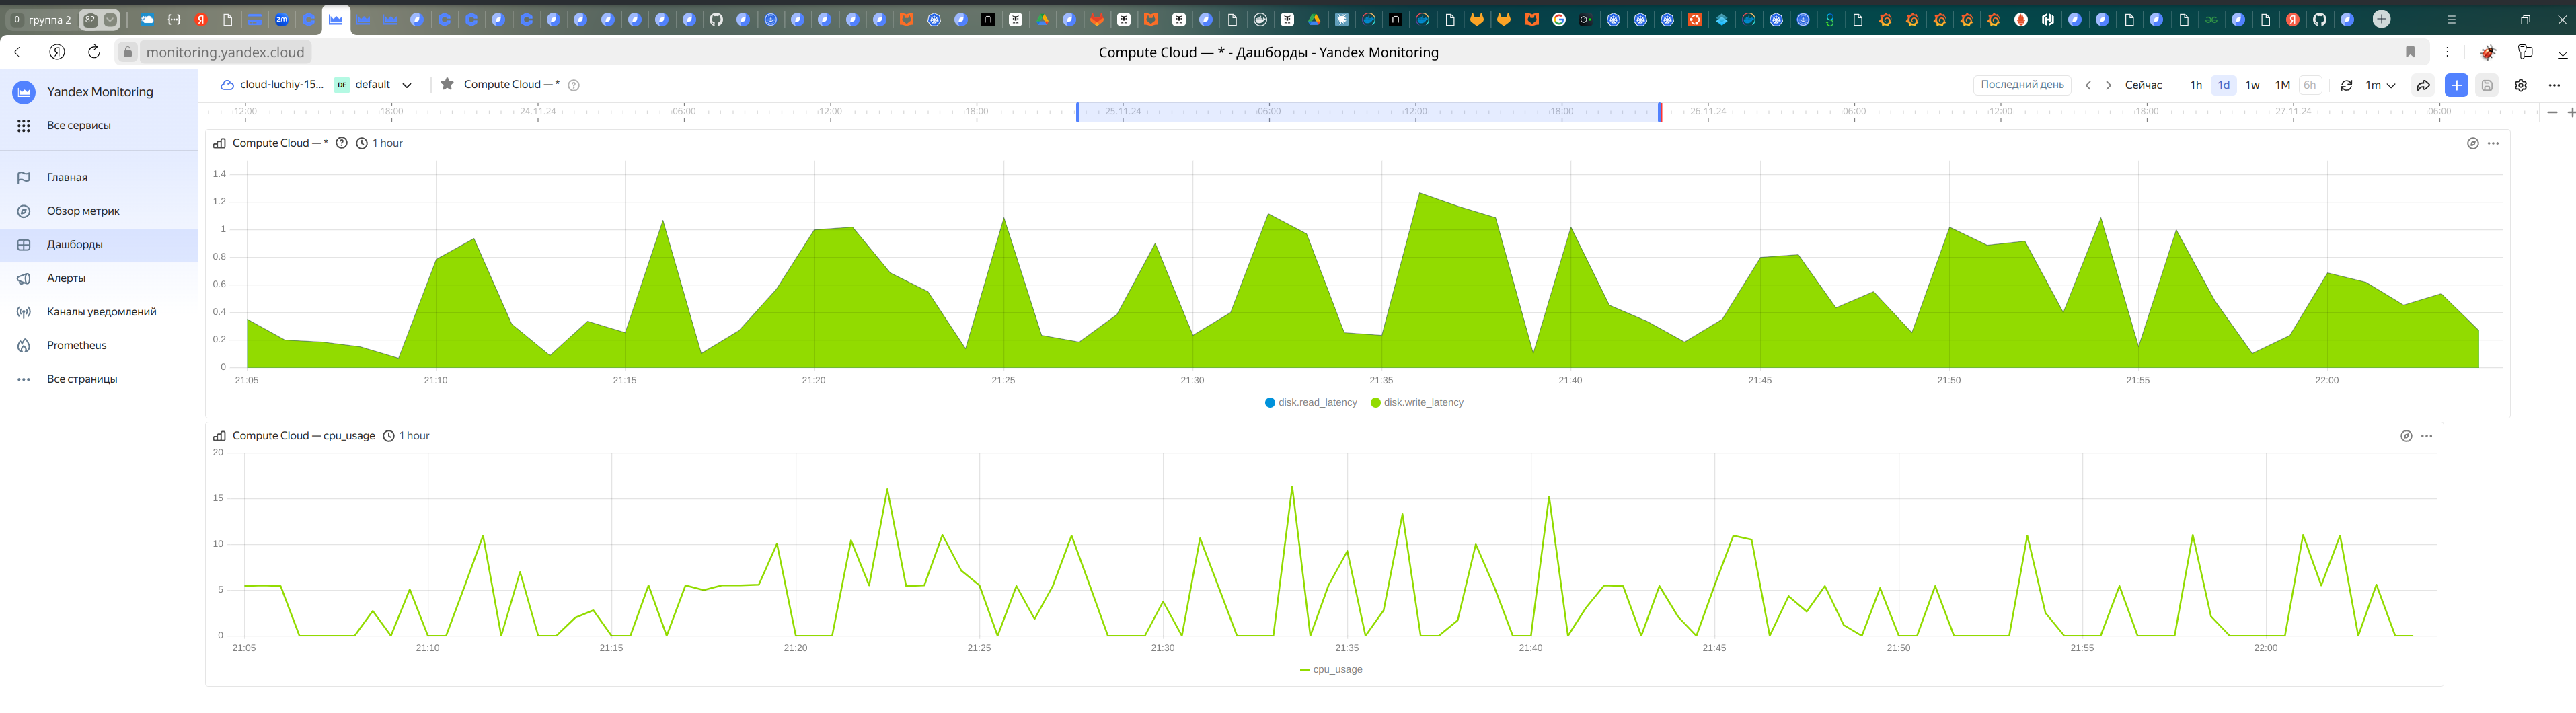 0 группа 2 82
monitoring.yandex.cloud
Compute Cloud — * - Дашборды - Yandex Monitoring
Yandex Monitoring
Все сервисы
Главная
Обзор метрик
Дашборды
Алерты
Каналы уведомлений
Prometheus
Все страницы
cloud-luchiy-15... DE default Compute Cloud — *
Последний день Сейчас 1h 1d 1w 1M 6h 1m
12:00 18:00 24.11.24 06:00 12:00 18:00 25.11.24 06:00 12:00 18:00 26.11.24 06:00 12:00 18:00 27.11.24 06:00
Compute Cloud — * 1 hour
1.4
1.2
1
0.8
0.6
0.4
0.2
0
21:05 21:10 21:15 21:20 21:25 21:30 21:35 21:40 21:45 21:50 21:55 22:00
disk.read_latency disk.write_latency
Compute Cloud — cpu_usage 1 hour
20
15
10
5
0
21:05 21:10 21:15 21:20 21:25 21:30 21:35 21:40 21:45 21:50 21:55 22:00
cpu_usage